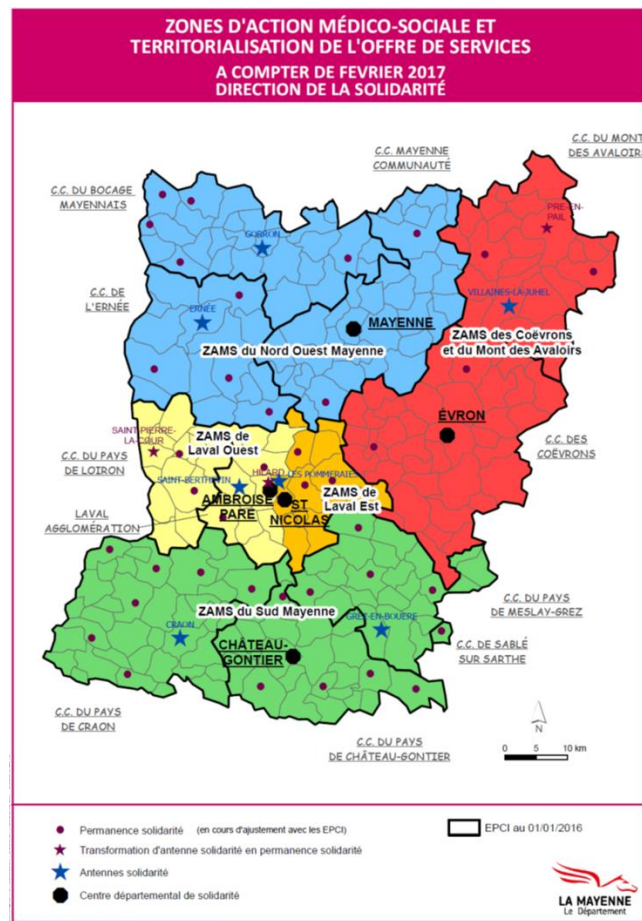 ZONES D'ACTION MÉDICO-SOCIALE ET
TERRITORIALISATION DE L'OFFRE DE SERVICES
A COMPTER DE FEVRIER 2017
DIRECTION DE LA SOLIDARITÉ
C.C. DU MONT
DES AVALOIRS
C.C. MAYENNE
COMMUNAUTÉ
C.C. DU BOCAGE
MAYENNAIS
PRE-EN-
PAIL
GORRON
C.C. DE
L'ERNÉE
VILLAINES-LA-JUHEL
ERNÉE
MAYENNE
ZAMS des Coëvrons
et du Mont des Avaloirs
ZAMS du Nord Ouest Mayenne
ÉVRON
SAINT-PIERRE-
LA-COUR
ZAMS de
Laval Ouest
C.C. DES
COËVRONS
C.C. DU PAYS
DE LOIRON
HILARD
LES POMMERAIES
SAINT-BERTHEVIN
ZAMS de
Laval Est
AMBROISE
PARÉ
ST
NICOLAS
LAVAL
AGGLOMÉRATION
C.C. DU PAYS
DE MESLAY-GREZ
ZAMS du Sud Mayenne
CRAON
GREZ-EN-BOUERE
C.C. DE SABLÉ
SUR SARTHE
CHÂTEAU-
GONTIER
C.C. DU PAYS
DE CRAON
C.C. DU PAYS
DE CHÂTEAU-GONTIER
N
0 5 10 km
Permanence solidarité (en cours d'ajustement avec les EPCI)
EPCI au 01/01/2016
Transformation d'antenne solidarité en permanence solidarité
Antennes solidarité
Centre départemental de solidarité
LA MAYENNE
Le Département